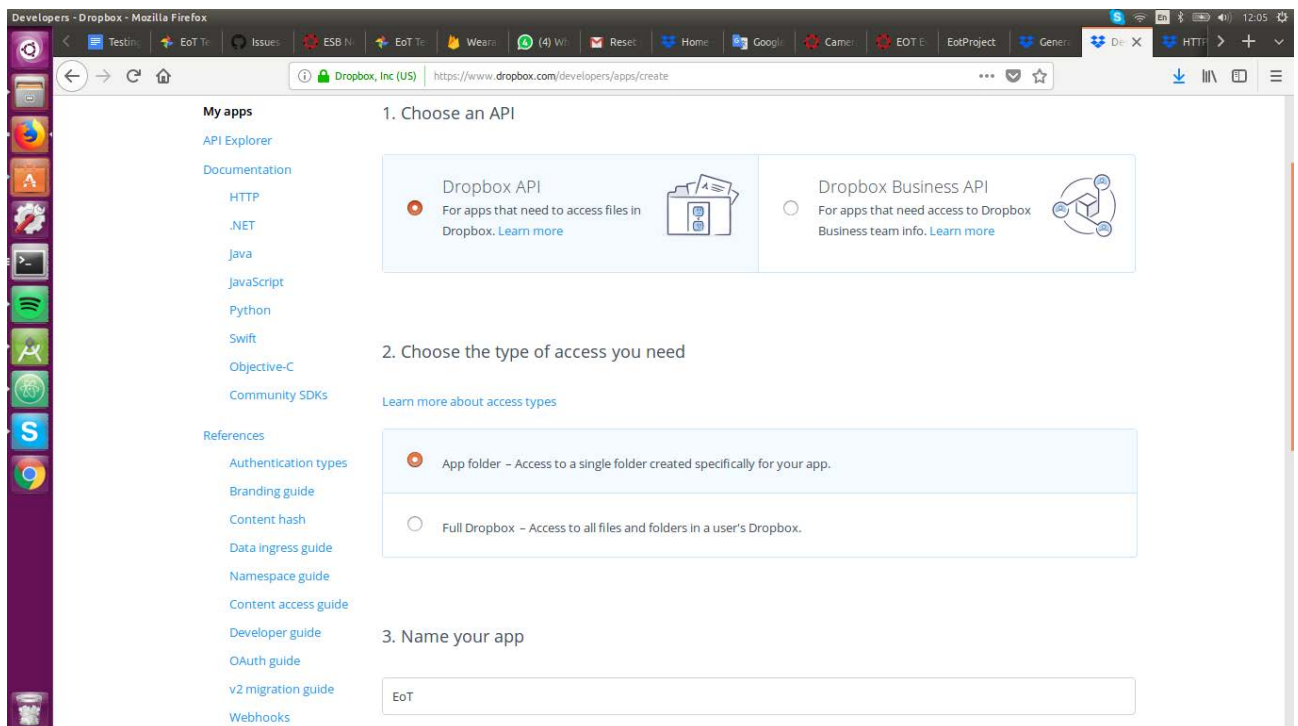 Developers - Dropbox - Mozilla Firefox
En
12:05
Testing
EoT Te
Issues
ESB N
EoT Te
Weara
(4) Wh
Reset
Home
Google
Camer
EOT E
EotProject
Genera
De
HTTP
Dropbox, Inc (US)
https://www.dropbox.com/developers/apps/create
My apps
API Explorer
Documentation
HTTP
.NET
Java
JavaScript
Python
Swift
Objective-C
Community SDKs
References
Authentication types
Branding guide
Content hash
Data ingress guide
Namespace guide
Content access guide
Developer guide
OAuth guide
v2 migration guide
Webhooks
1. Choose an API
Dropbox API
For apps that need to access files in
Dropbox. Learn more
Dropbox Business API
For apps that need access to Dropbox
Business team info. Learn more
2. Choose the type of access you need
Learn more about access types
App folder – Access to a single folder created specifically for your app.
Full Dropbox – Access to all files and folders in a user's Dropbox.
3. Name your app
EoT